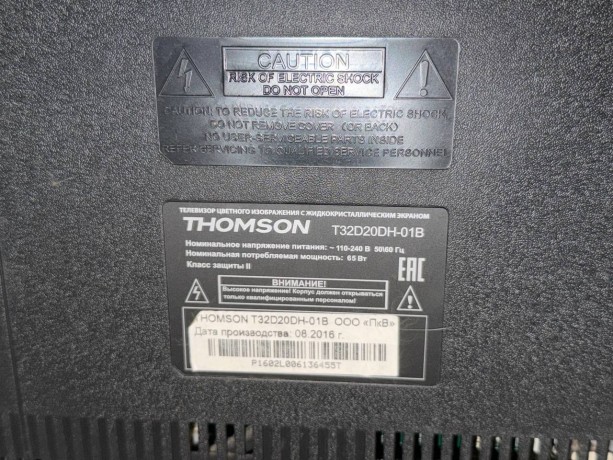 CAUTION
RISK OF ELECTRIC SHOCK
DO NOT OPEN
CAUTION: TO REDUCE THE RISK OF ELECTRIC SHOCK,
DO NOT REMOVE COVER (OR BACK)
NO USER-SERVICEABLE PARTS INSIDE
REFER SERVICING TO QUALIFIED SERVICE PERSONNEL
ТЕЛЕВИЗОР ЦВЕТНОГО ИЗОБРАЖЕНИЯ С ЖИДКОКРИСТАЛЛИЧЕСКИМ ЭКРАНОМ
THOMSON T32D20DH-01B
Номинальное напряжение питания: ~ 110-240 В 50\60 Гц
Номинальная потребляемая мощность: 65 Вт
Класс защиты II
EAC
ВНИМАНИЕ!
Высокое напряжение! Корпус должен открываться
только квалифицированным персоналом!
THOMSON T32D20DH-01B ООО «ПкВ»
Дата производства: 08.2016 г.
P1602L006136455T